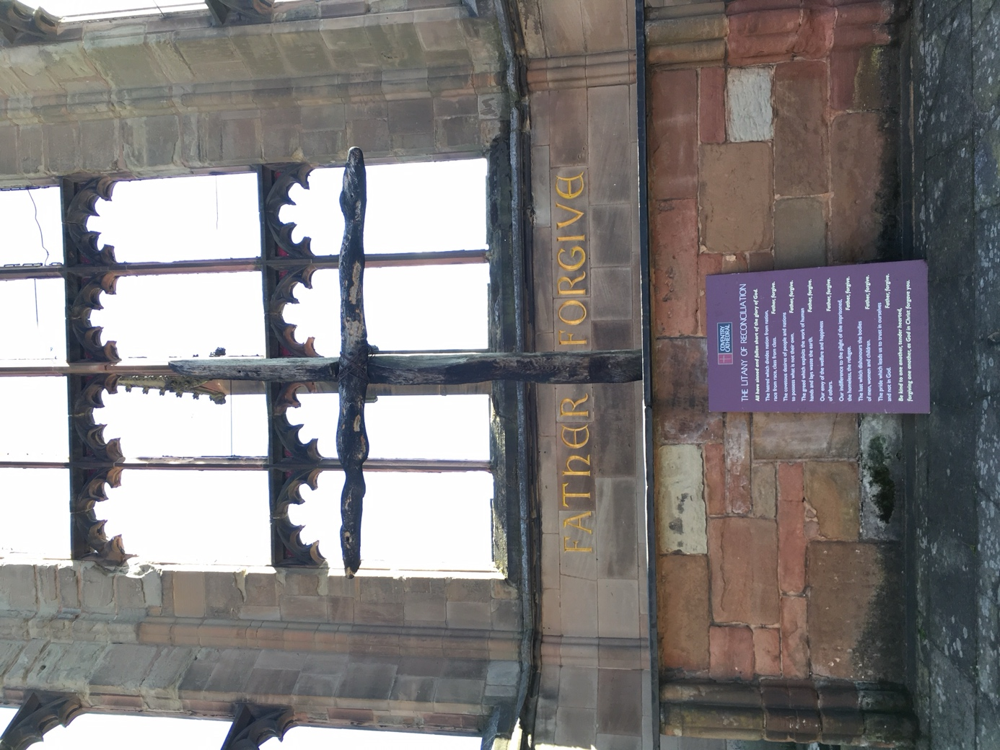 FATHER FORGIVE
COVENTRY
CATHEDRAL
THE LITANY OF RECONCILIATION
All have sinned and fallen short of the glory of God.
The hatred which divides nation from nation,
race from race, class from class. Father, forgive.
The covetous desires of people and nations
to possess what is not their own. Father, forgive.
The greed which exploits the work of human
hands and lays waste the earth. Father, forgive.
Our envy of the welfare and happiness
of others. Father, forgive.
Our indifference to the plight of the imprisoned,
the homeless, the refugee. Father, forgive.
The lust which dishonours the bodies
of men, women and children. Father, forgive.
The pride which leads us to trust in ourselves
and not in God. Father, forgive.
Be kind to one another, tender hearted,
forgiving one another, as God in Christ forgave you.